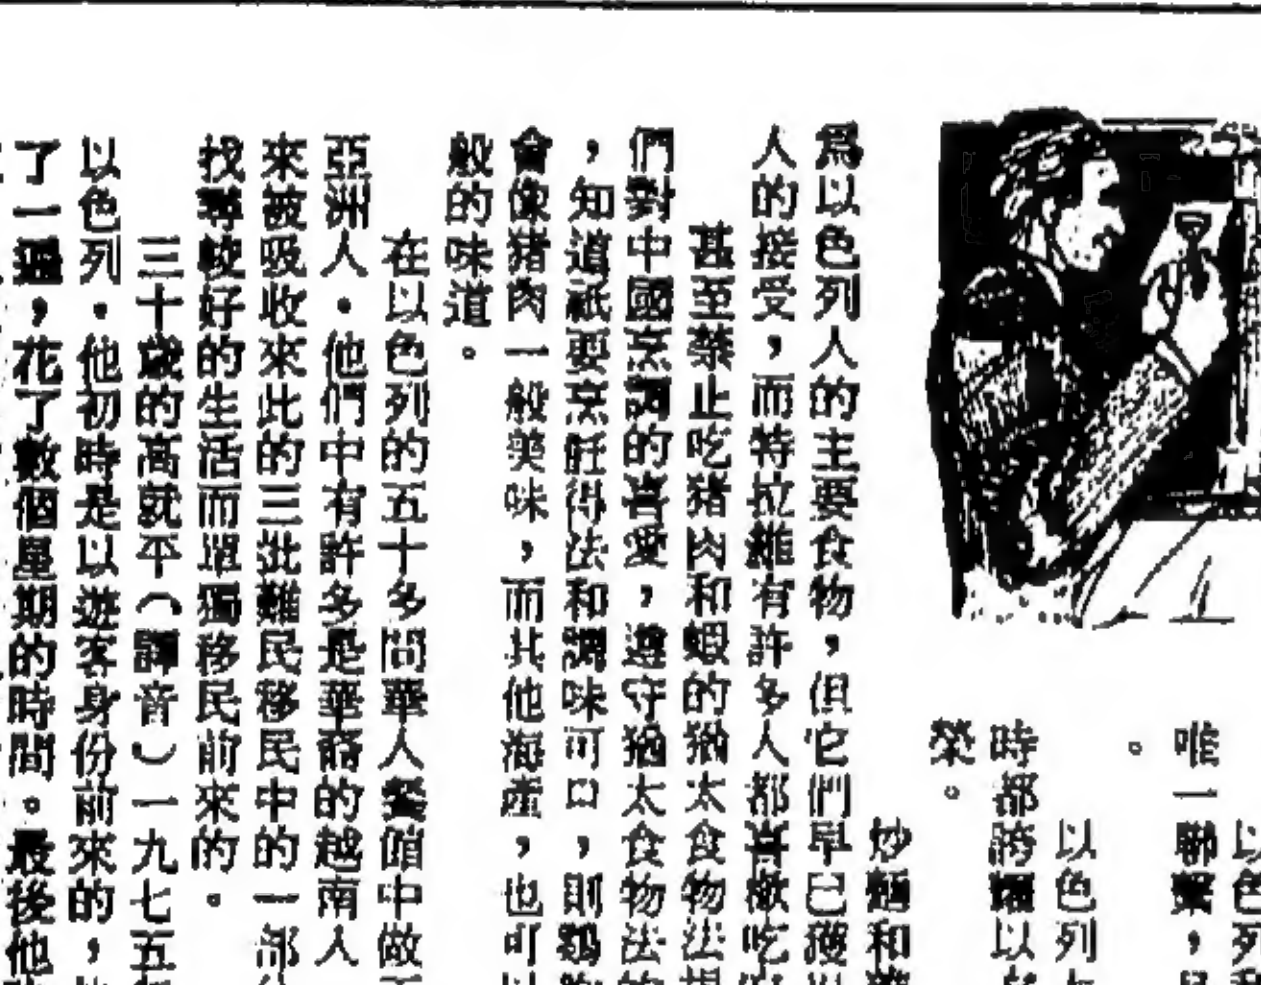 以色列
唯一聯繫，
。
以色列
時都誇耀以
榮。
炒麵和
為以色列人的主要食物，但它們早已獲
人的接受，而特拉維有許多人都喜歡吃
甚至禁止吃猪肉和蝦的猶太食物法
們對中國烹調的喜愛，遵守猶太食物法的
，知道祇要烹飪得法和調味可口，則鴨
會像猪肉一般美味，而其他海產，也可以
般的味道。
在以色列的五十多間華人餐館中做
亞洲人。他們中有許多是華裔的越南人
來被吸收來此的三批難民移民中的一部
找尋較好的生活而單獨移民前來的。
三十歲的高就平（譯音）一九七五
以色列。他初時是以遊客身份前來的，
了一遍，花了數個星期的時間。最後他